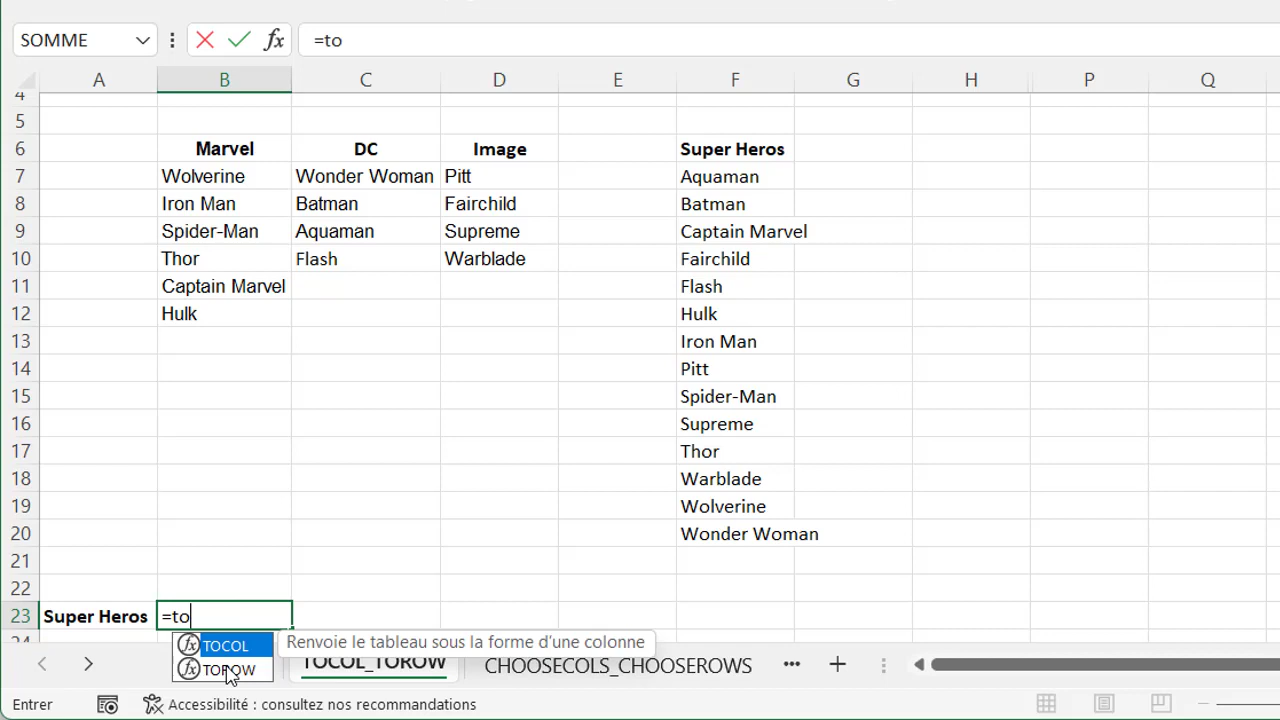 SOMME =to
A B C D E F G H P Q
4
5
6 Marvel DC Image Super Heros
7 Wolverine Wonder Woman Pitt Aquaman
8 Iron Man Batman Fairchild Batman
9 Spider-Man Aquaman Supreme Captain Marvel
10 Thor Flash Warblade Fairchild
11 Captain Marvel Flash
12 Hulk Hulk
13 Iron Man
14 Pitt
15 Spider-Man
16 Supreme
17 Thor
18 Warblade
19 Wolverine
20 Wonder Woman
21
22
23 Super Heros =to
24
TOCOL Renvoie le tableau sous la forme d'une colonne
TOROW
TOCOL_TOROW CHOOSECOLS_CHOOSEROWS
Entrer Accessibilité : consultez nos recommandations